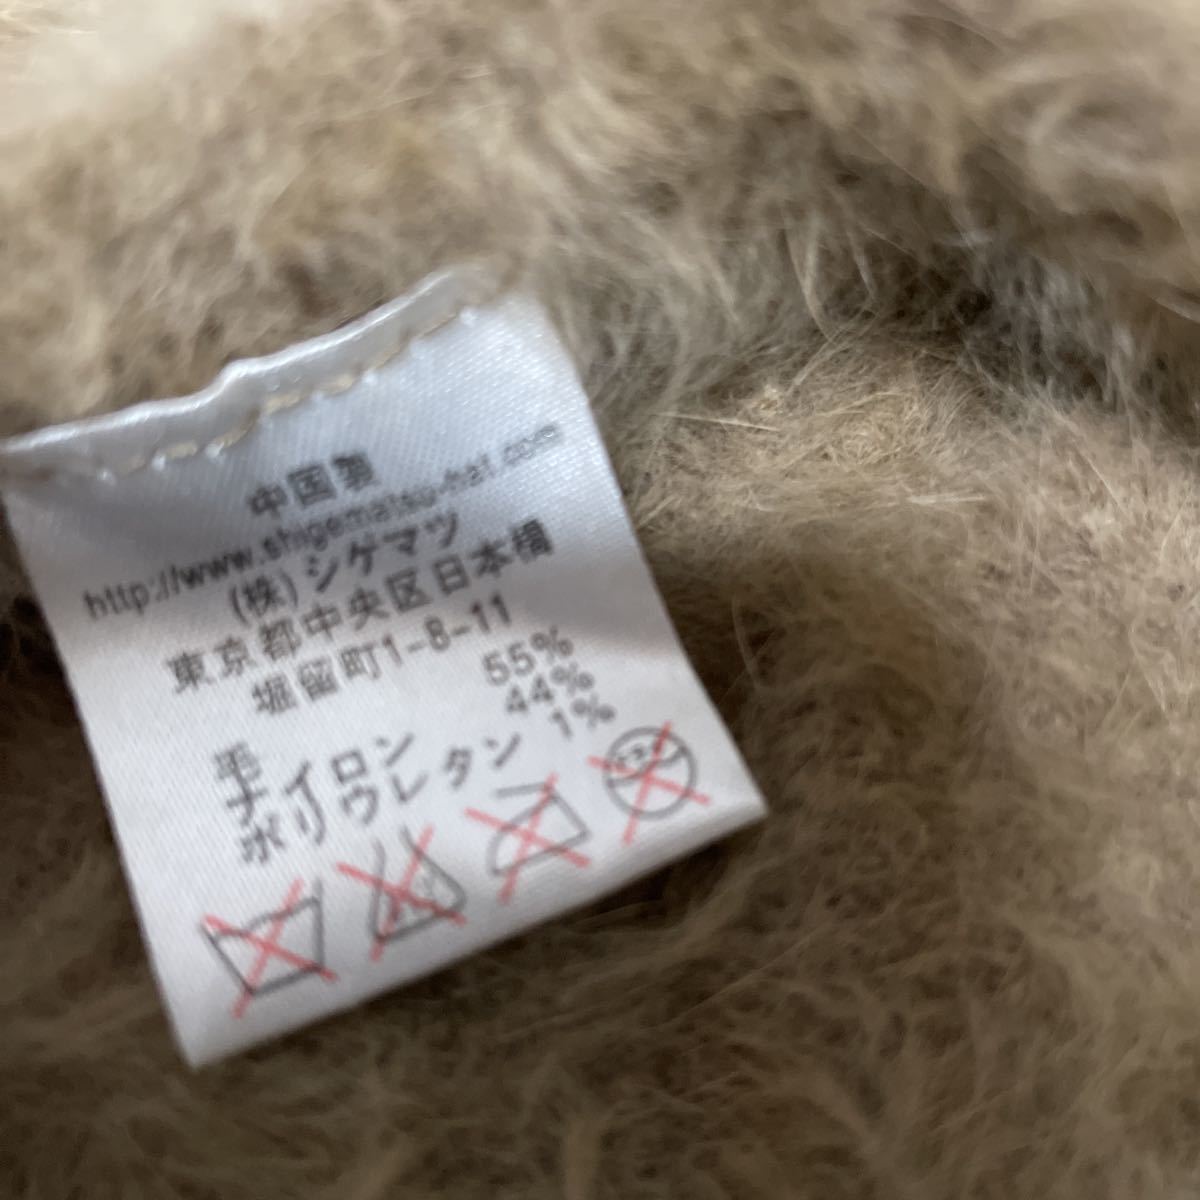 中国製
http://www.shigematsu-hat.com
(株)シゲマツ
東京都中央区日本橋
堀留町1-8-11
毛 55%
ナイロン 44%
ポリウレタン 1%